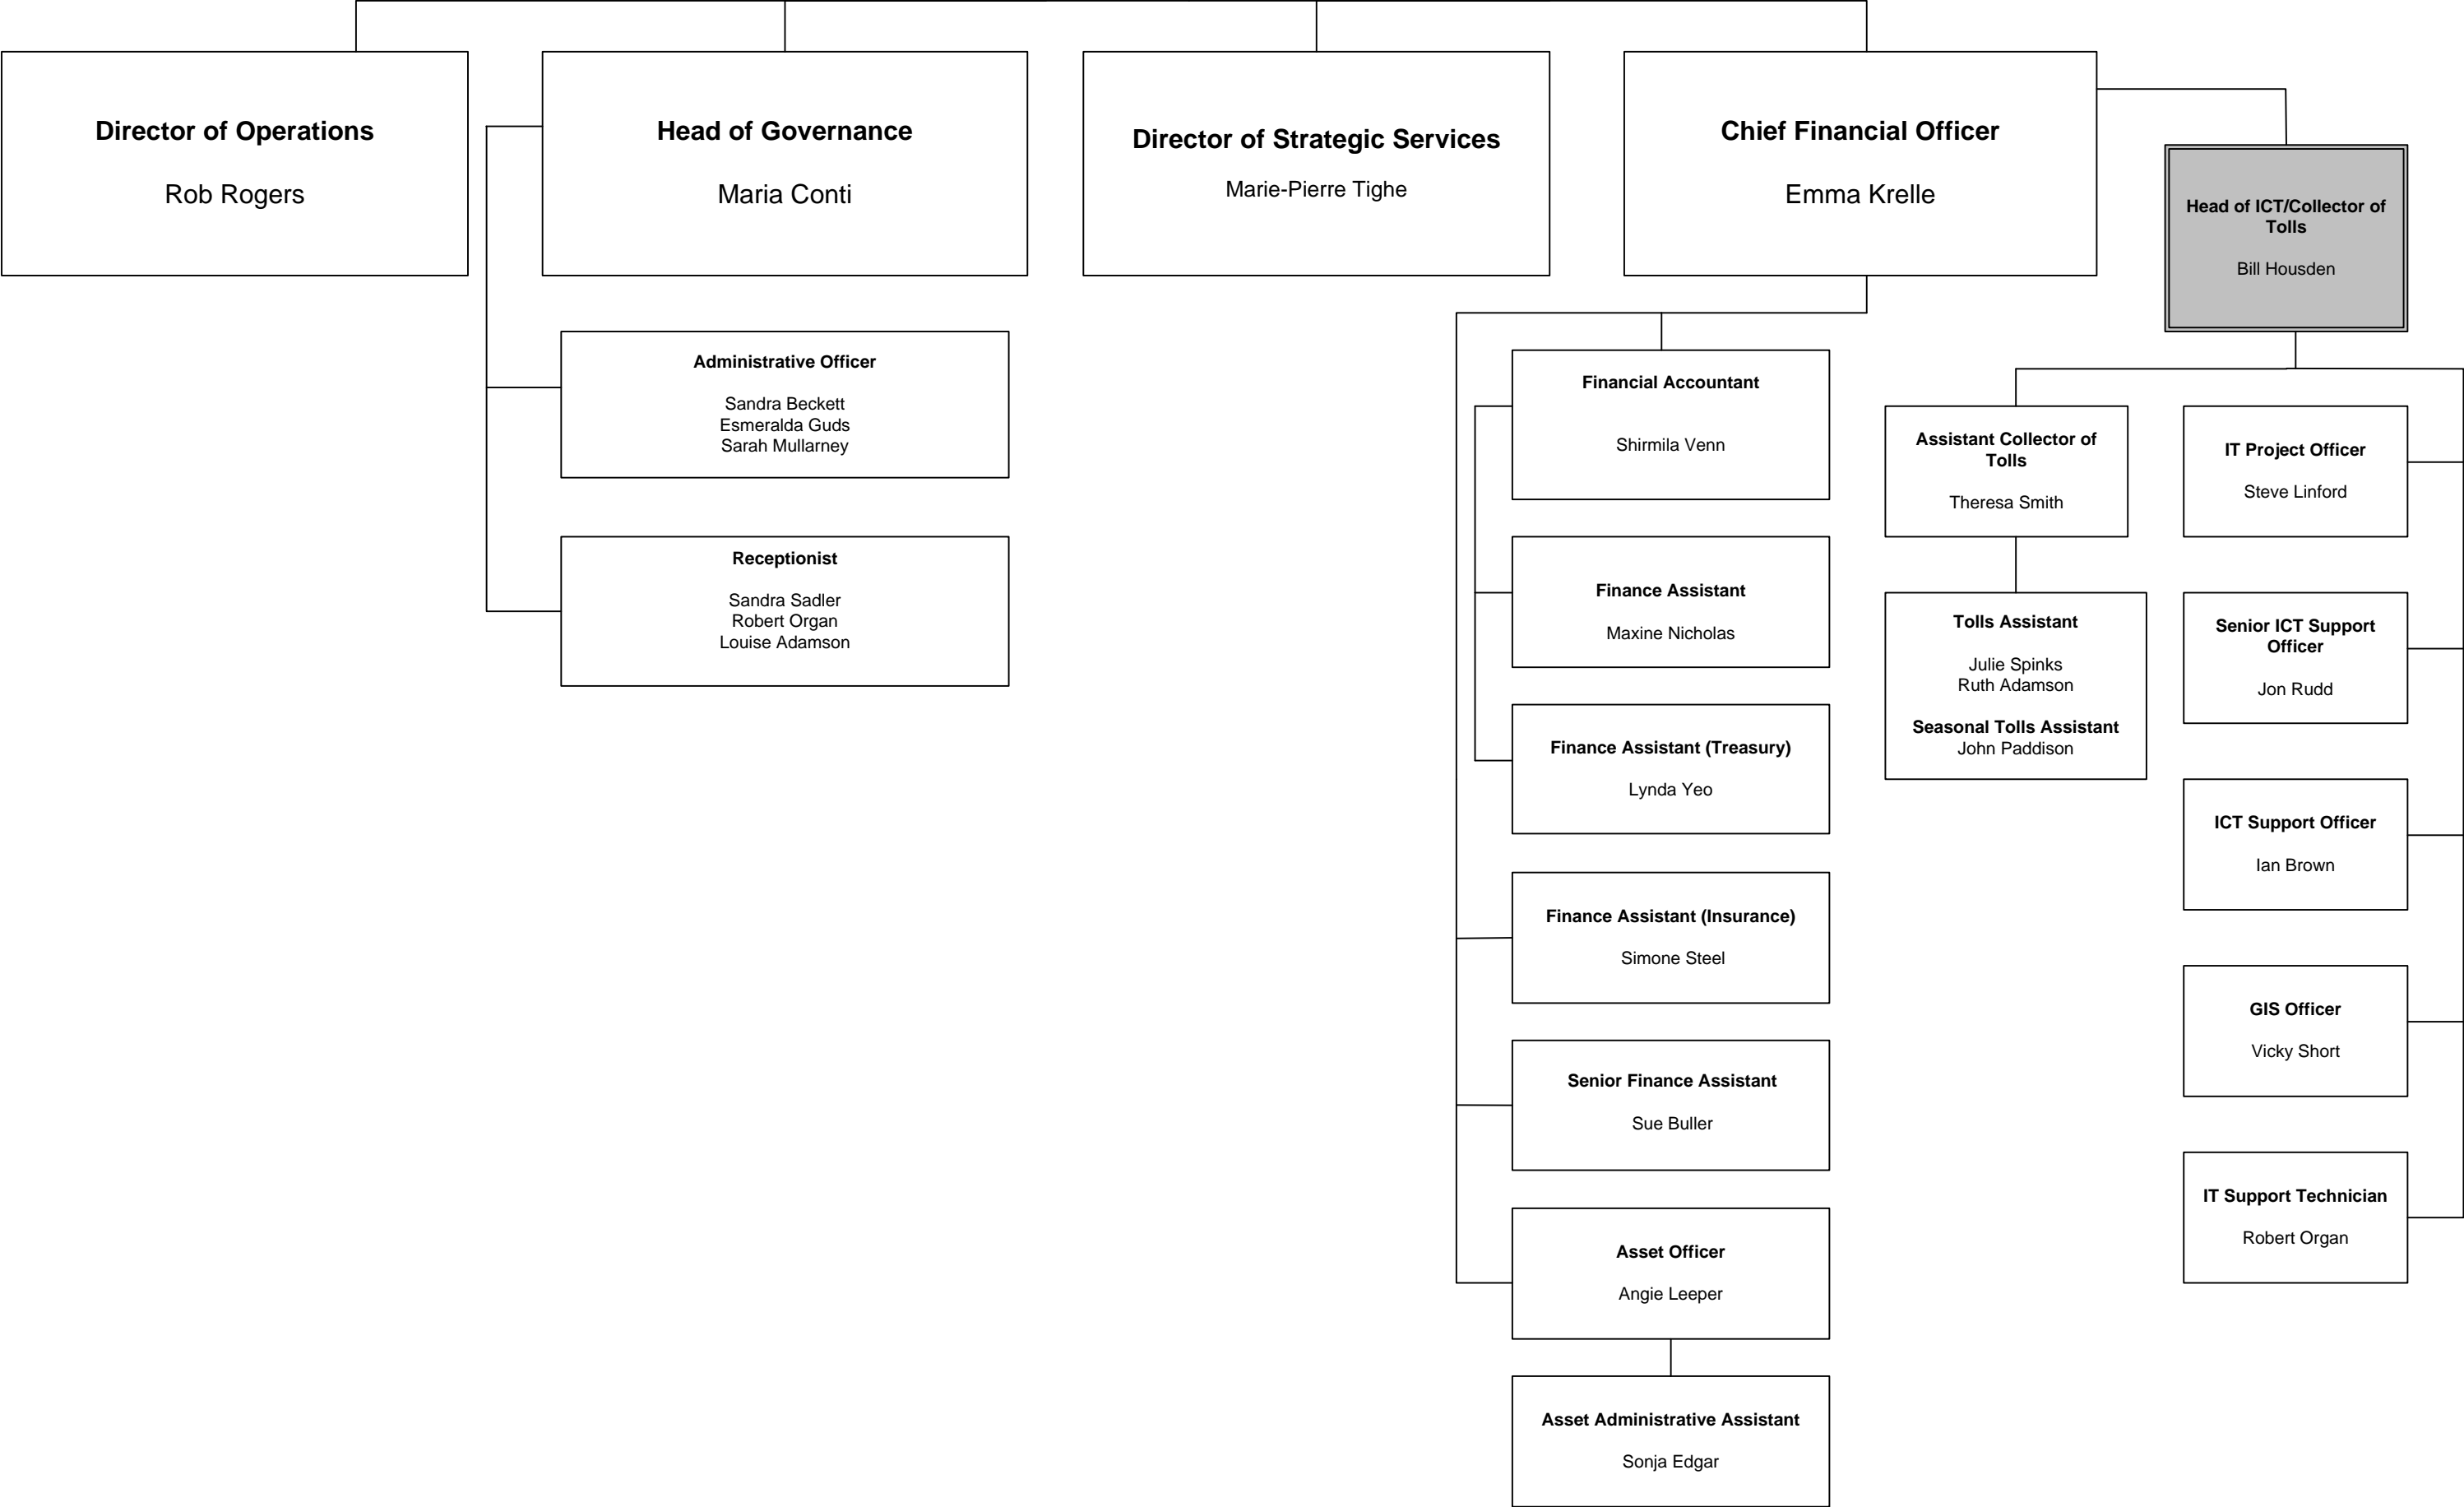 Director of Operations
Rob Rogers
Head of Governance
Maria Conti
Director of Strategic Services
Marie-Pierre Tighe
Chief Financial Officer
Emma Krelle
Head of ICT/Collector of
Tolls
Bill Housden
Administrative Officer
Sandra Beckett
Esmeralda Guds
Sarah Mullarney
Receptionist
Sandra Sadler
Robert Organ
Louise Adamson
Financial Accountant
Shirmila Venn
Finance Assistant
Maxine Nicholas
Finance Assistant (Treasury)
Lynda Yeo
Finance Assistant (Insurance)
Simone Steel
Senior Finance Assistant
Sue Buller
Asset Officer
Angie Leeper
Asset Administrative Assistant
Sonja Edgar
Assistant Collector of
Tolls
Theresa Smith
Tolls Assistant
Julie Spinks
Ruth Adamson
Seasonal Tolls Assistant
John Paddison
IT Project Officer
Steve Linford
Senior ICT Support
Officer
Jon Rudd
ICT Support Officer
Ian Brown
GIS Officer
Vicky Short
IT Support Technician
Robert Organ